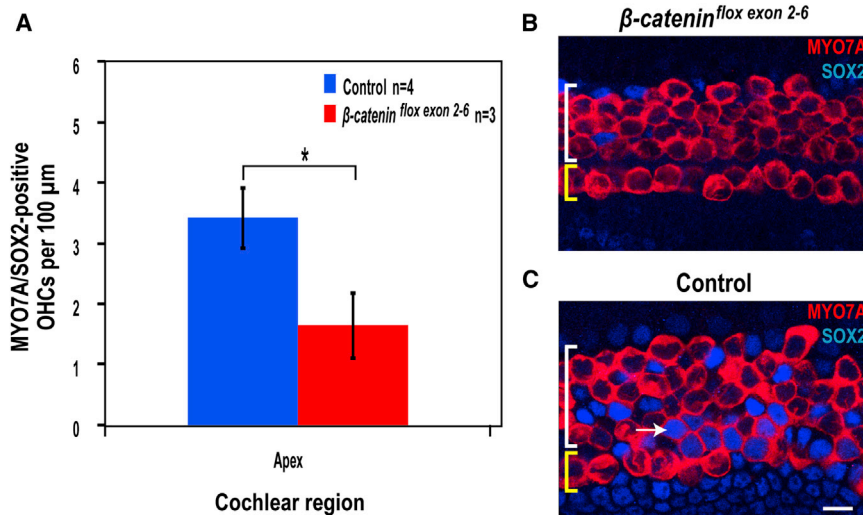 A
MYO7A/SOX2-positive
OHCs per 100 µm
6
5
4
3
2
1
0
Control n=4
β-catenin flox exon 2-6 n=3
*
Apex
Cochlear region
B
β-catenin flox exon 2-6
MYO7A
SOX2
C
Control
MYO7A
SOX2